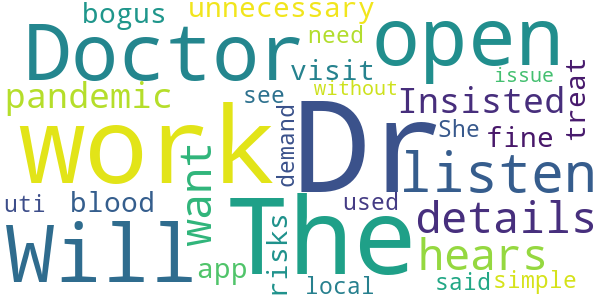 bogus unnecessary
Doctor need open
visit issue
pandemic see without Insisted treat
work Dr demand She fine
want listen
uti blood used details
Will The hears
app risks said simple
local